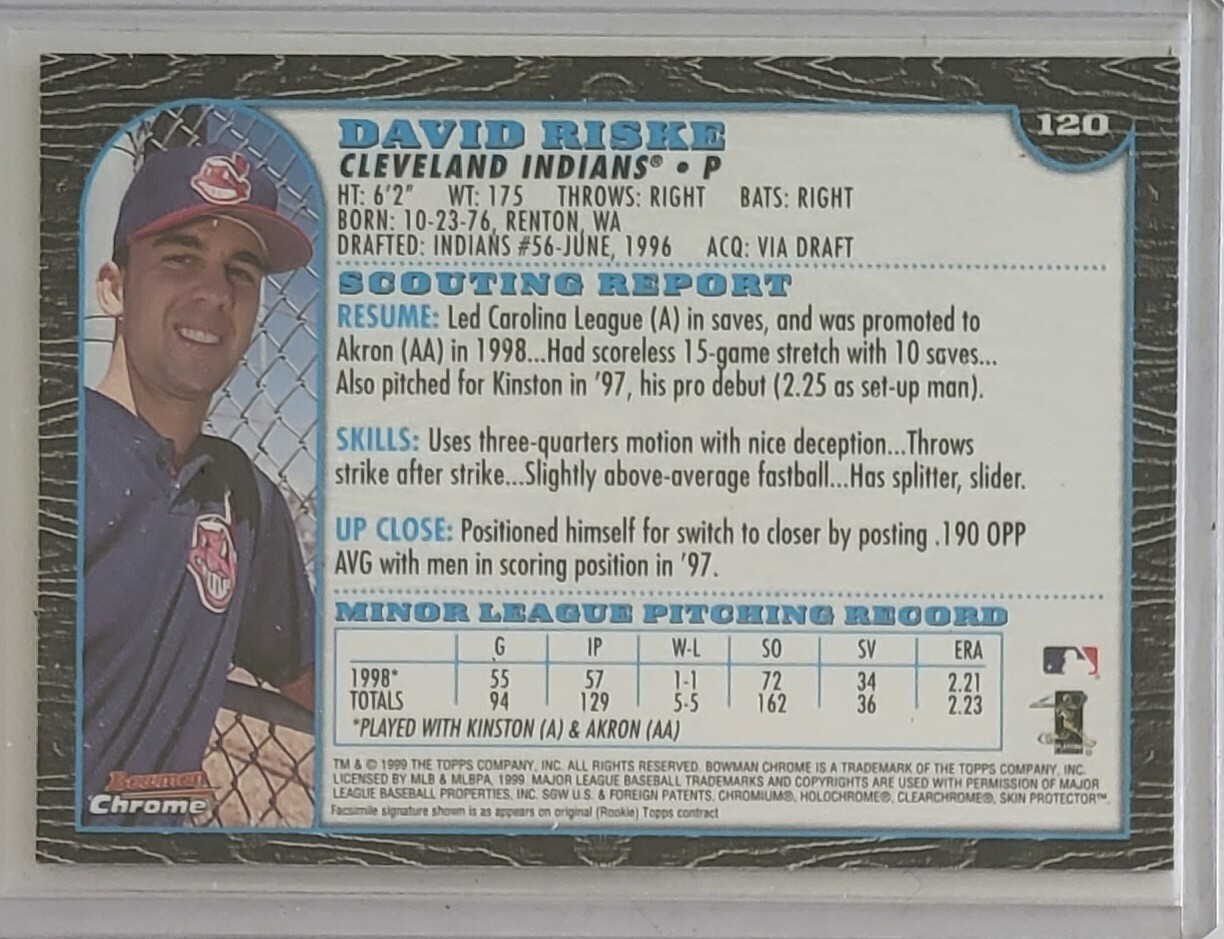 120
DAVID RISKE
CLEVELAND INDIANS® • P
HT: 6'2" WT: 175 THROWS: RIGHT BATS: RIGHT
BORN: 10-23-76, RENTON, WA
DRAFTED: INDIANS #56-JUNE, 1996 ACQ: VIA DRAFT
SCOUTING REPORT
RESUME: Led Carolina League (A) in saves, and was promoted to
Akron (AA) in 1998...Had scoreless 15-game stretch with 10 saves...
Also pitched for Kinston in '97, his pro debut (2.25 as set-up man).
SKILLS: Uses three-quarters motion with nice deception...Throws
strike after strike...Slightly above-average fastball...Has splitter, slider.
UP CLOSE: Positioned himself for switch to closer by posting .190 OPP
AVG with men in scoring position in '97.
MINOR LEAGUE PITCHING RECORD
G IP W-L SO SV ERA
1998* 55 57 1-1 72 34 2.21
TOTALS 94 129 5-5 162 36 2.23
*PLAYED WITH KINSTON (A) & AKRON (AA)
TM & © 1999 THE TOPPS COMPANY, INC. ALL RIGHTS RESERVED. BOWMAN CHROME IS A TRADEMARK OF THE TOPPS COMPANY, INC.
LICENSED BY MLB & MLBPA, 1999. MAJOR LEAGUE BASEBALL TRADEMARKS AND COPYRIGHTS ARE USED WITH PERMISSION OF MAJOR
LEAGUE BASEBALL PROPERTIES, INC. SGW U.S. & FOREIGN PATENTS, CHROMIUM®, HOLOCHROME®, CLEARCHROME®, SKIN PROTECTOR™
Facsimile signature shown is as appears on original (Rookie) Topps contract
Bowman
Chrome